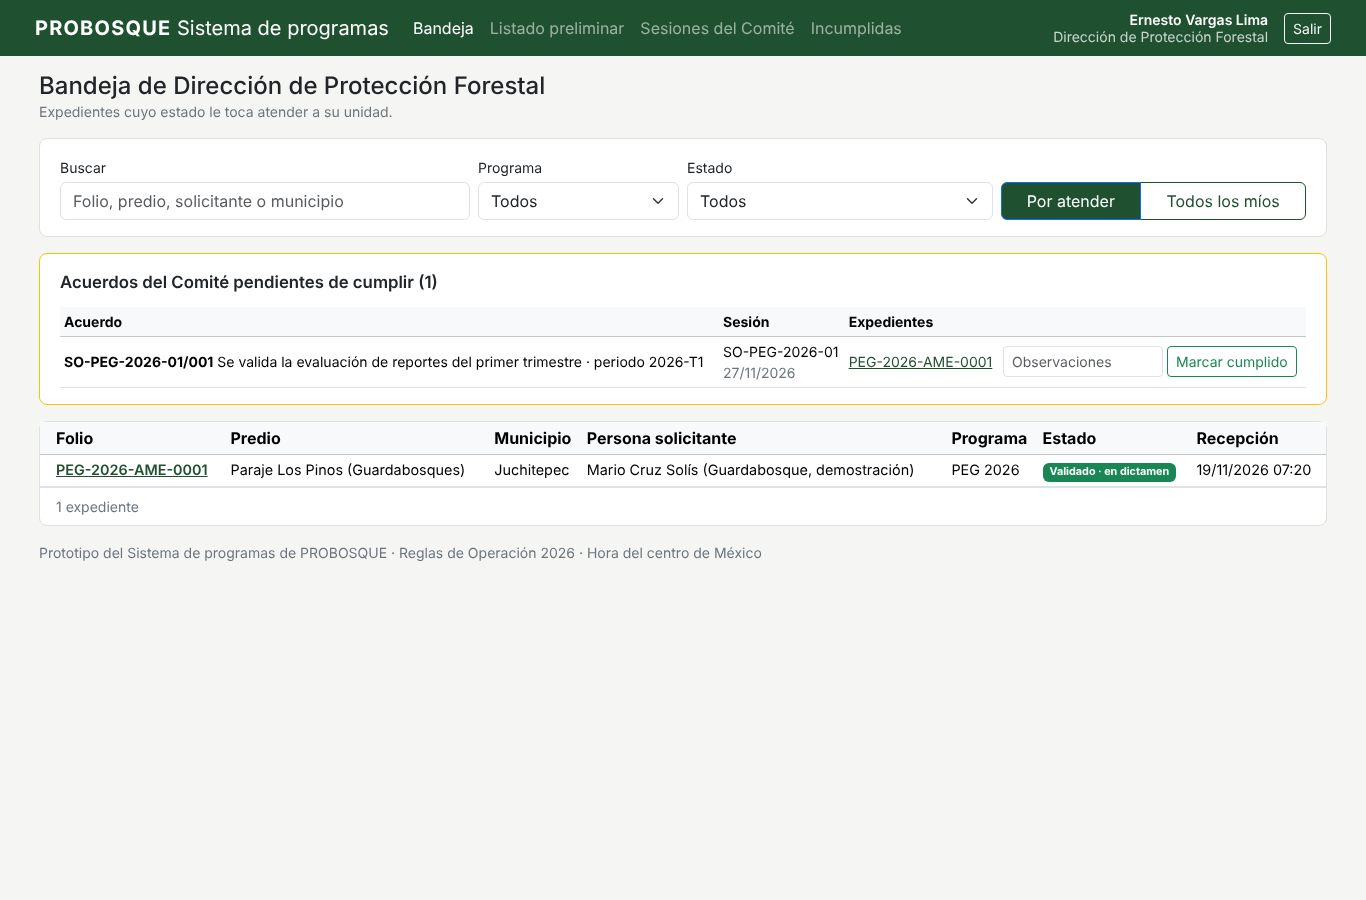 PROBOSQUE Sistema de programas Bandeja Listado preliminar Sesiones del Comité Incumplidas
Ernesto Vargas Lima
Dirección de Protección Forestal
Salir
Bandeja de Dirección de Protección Forestal
Expedientes cuyo estado le toca atender a su unidad.
Buscar Programa Estado
Folio, predio, solicitante o municipio Todos Todos Por atender Todos los míos
Acuerdos del Comité pendientes de cumplir (1)
Acuerdo Sesión Expedientes
SO-PEG-2026-01/001 Se valida la evaluación de reportes del primer trimestre · periodo 2026-T1 SO-PEG-2026-01 PEG-2026-AME-0001 Observaciones Marcar cumplido
27/11/2026
Folio Predio Municipio Persona solicitante Programa Estado Recepción
PEG-2026-AME-0001 Paraje Los Pinos (Guardabosques) Juchitepec Mario Cruz Solís (Guardabosque, demostración) PEG 2026 Validado · en dictamen 19/11/2026 07:20
1 expediente
Prototipo del Sistema de programas de PROBOSQUE · Reglas de Operación 2026 · Hora del centro de México